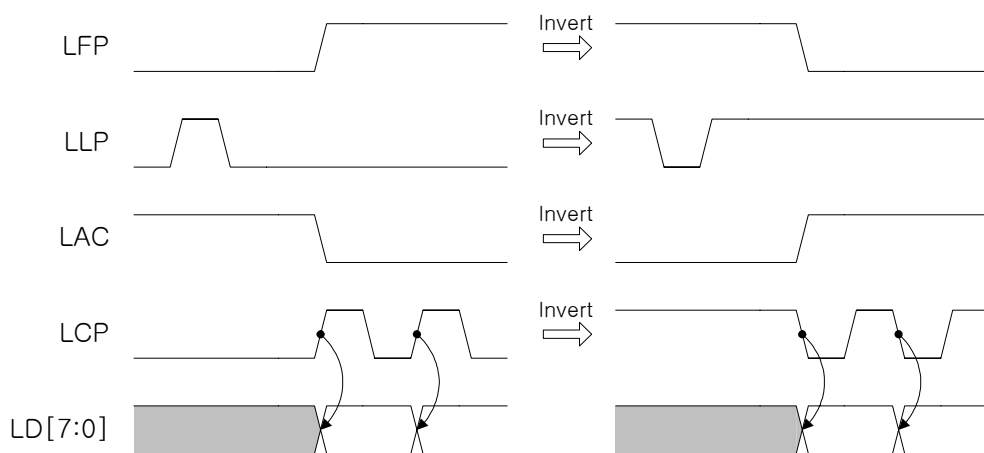 LFP
Invert
LLP
Invert
LAC
Invert
LCP
Invert
LD[7:0]